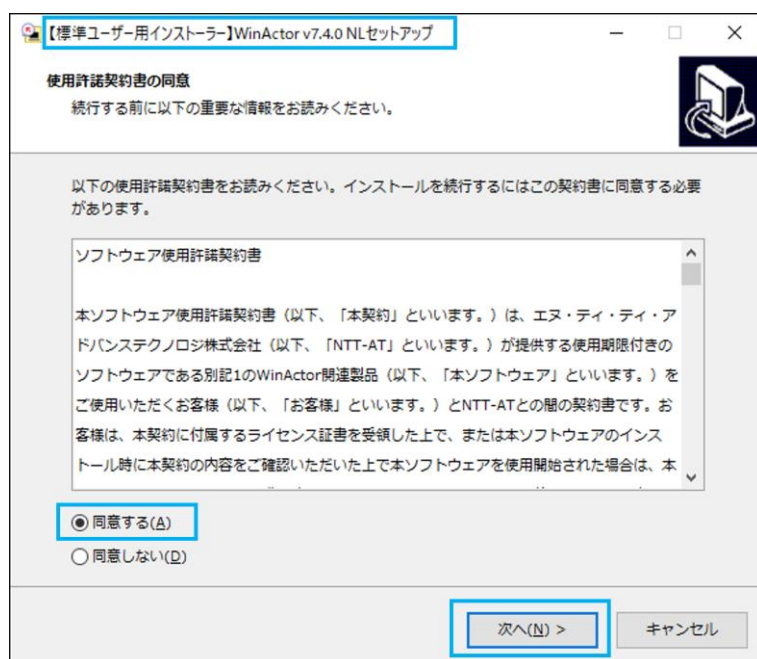 【標準ユーザー用インストーラー】WinActor v7.4.0 NLセットアップ
使用許諾契約書の同意
続行する前に以下の重要な情報をお読みください。
以下の使用許諾契約書をお読みください。インストールを続行するにはこの契約書に同意する必要
があります。
ソフトウェア使用許諾契約書
本ソフトウェア使用許諾契約書（以下、「本契約」といいます。）は、エヌ・ティ・ティ・ア
ドバンステクノロジ株式会社（以下、「NTT-AT」といいます。）が提供する使用期限付きの
ソフトウェアである別記1のWinActor関連製品（以下、「本ソフトウェア」といいます。）を
ご使用いただくお客様（以下、「お客様」といいます。）とNTT-ATとの間の契約書です。お
客様は、本契約に付属するライセンス証書を受領した上で、または本ソフトウェアのインス
トール時に本契約の内容をご確認いただいた上で本ソフトウェアを使用開始された場合は、本
同意する(A)
同意しない(D)
次へ(N) >
キャンセル